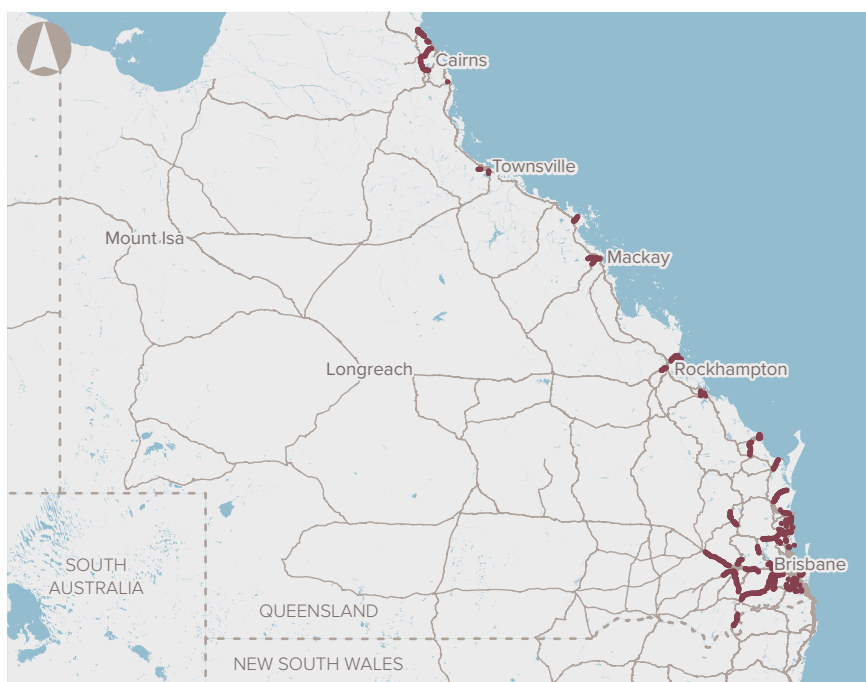 Cairns
Townsville
Mount Isa
Mackay
Longreach
Rockhampton
SOUTH
AUSTRALIA
Brisbane
QUEENSLAND
NEW SOUTH WALES